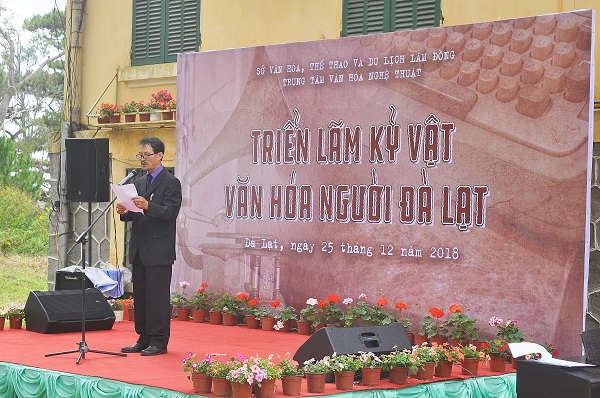 SỞ VĂN HOA, THỂ THAO VÀ DU LỊCH LÂM ĐỒNG
TRUNG TÂM VĂN HÓA NGHỆ THUẬT
TRIỂN LÃM KỶ VẬT
VĂN HÓA NGƯỜI ĐÀ LẠT
Đà Lạt, ngày 25 tháng 12 năm 2018